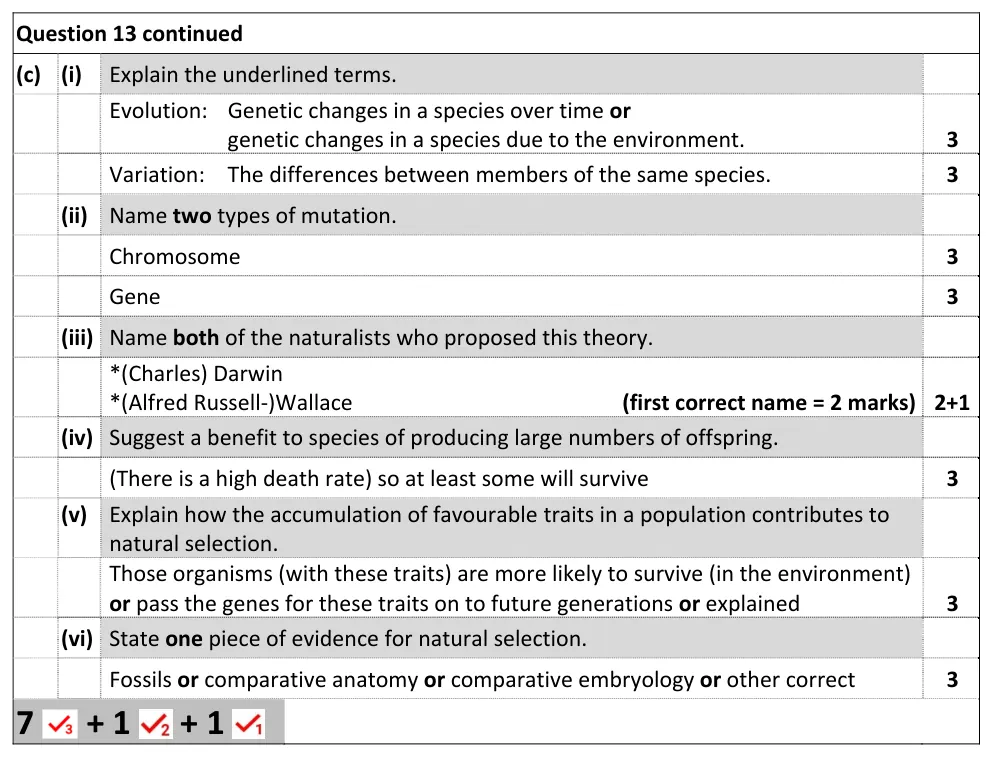 Question 13 continued
(c) (i) Explain the underlined terms.
Evolution: Genetic changes in a species over time or
genetic changes in a species due to the environment. 3
Variation: The differences between members of the same species. 3
(ii) Name two types of mutation.
Chromosome 3
Gene 3
(iii) Name both of the naturalists who proposed this theory.
*(Charles) Darwin
*(Alfred Russell-)Wallace (first correct name = 2 marks) 2+1
(iv) Suggest a benefit to species of producing large numbers of offspring.
(There is a high death rate) so at least some will survive 3
(v) Explain how the accumulation of favourable traits in a population contributes to
natural selection.
Those organisms (with these traits) are more likely to survive (in the environment)
or pass the genes for these traits on to future generations or explained 3
(vi) State one piece of evidence for natural selection.
Fossils or comparative anatomy or comparative embryology or other correct 3
7 ✓3 + 1 ✓2 + 1 ✓1